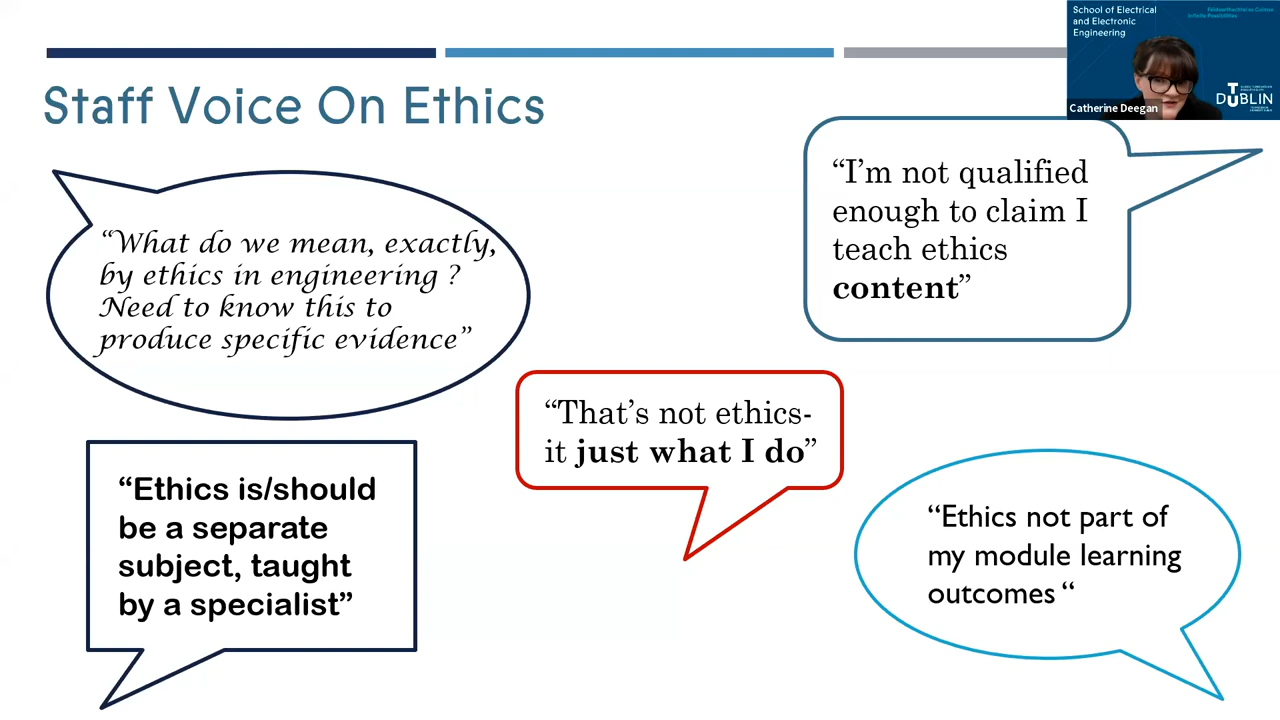 School of Electrical
and Electronic
Engineering
Infinite Possibilities
TU
DUBLIN
Catherine Deegan
Staff Voice On Ethics
“What do we mean, exactly,
by ethics in engineering ?
Need to know this to
produce specific evidence”
“I’m not qualified
enough to claim I
teach ethics
content”
“That’s not ethics-
it just what I do”
“Ethics is/should
be a separate
subject, taught
by a specialist”
“Ethics not part of
my module learning
outcomes “